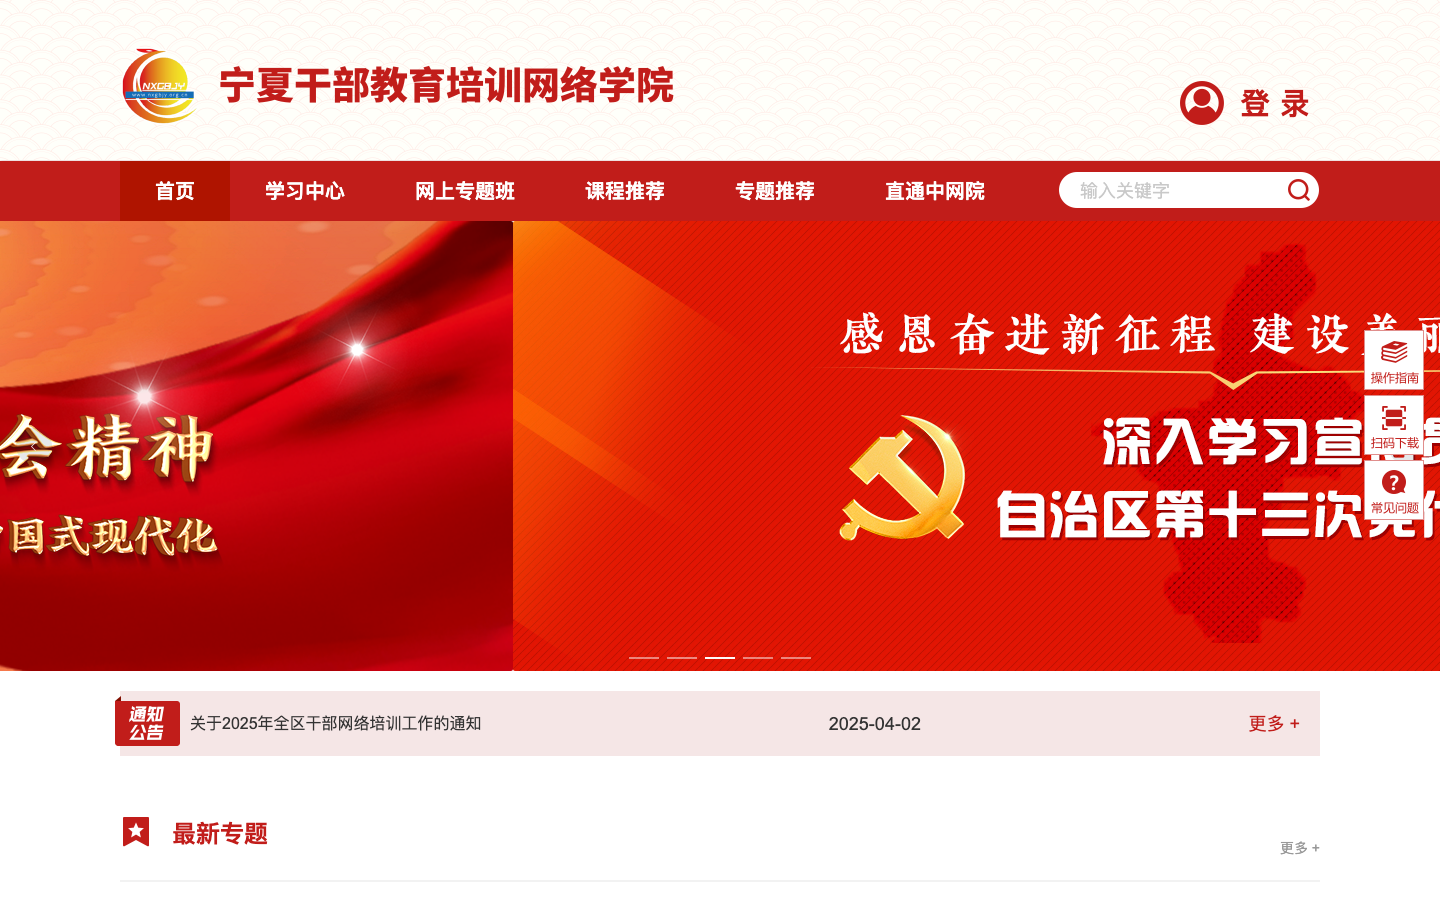 NXGBJY
www.nxgbjy.org.cn
宁夏干部教育培训网络学院
登 录
首页 学习中心 网上专题班 课程推荐 专题推荐 直通中网院 输入关键字
会精神
国式现代化
感恩奋进新征程 建设美丽
深入学习宣
自治区第十三次党代
操作指南
扫码下载
常见问题
通知公告
关于2025年全区干部网络培训工作的通知 2025-04-02 更多 +
最新专题
更多 +